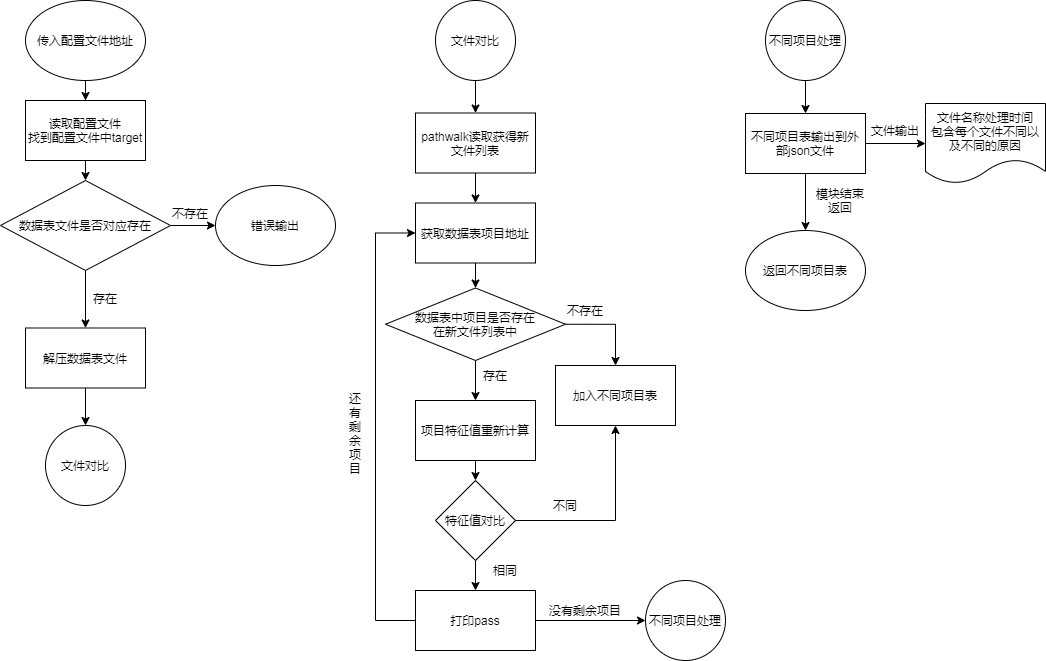 传入配置文件地址
读取配置文件
找到配置文件中target
数据表文件是否对应存在
不存在
错误输出
存在
解压数据表文件
文件对比
文件对比
pathwalk读取获得新
文件列表
获取数据表项目地址
数据表中项目是否存在
在新文件列表中
不存在
存在
加入不同项目表
项目特征值重新计算
还有剩余项目
特征值对比
不同
相同
打印pass
没有剩余项目
不同项目处理
不同项目处理
不同项目表输出到外
部json文件
文件输出
文件名称处理时间
包含每个文件不同以
及不同的原因
模块结束
返回
返回不同项目表